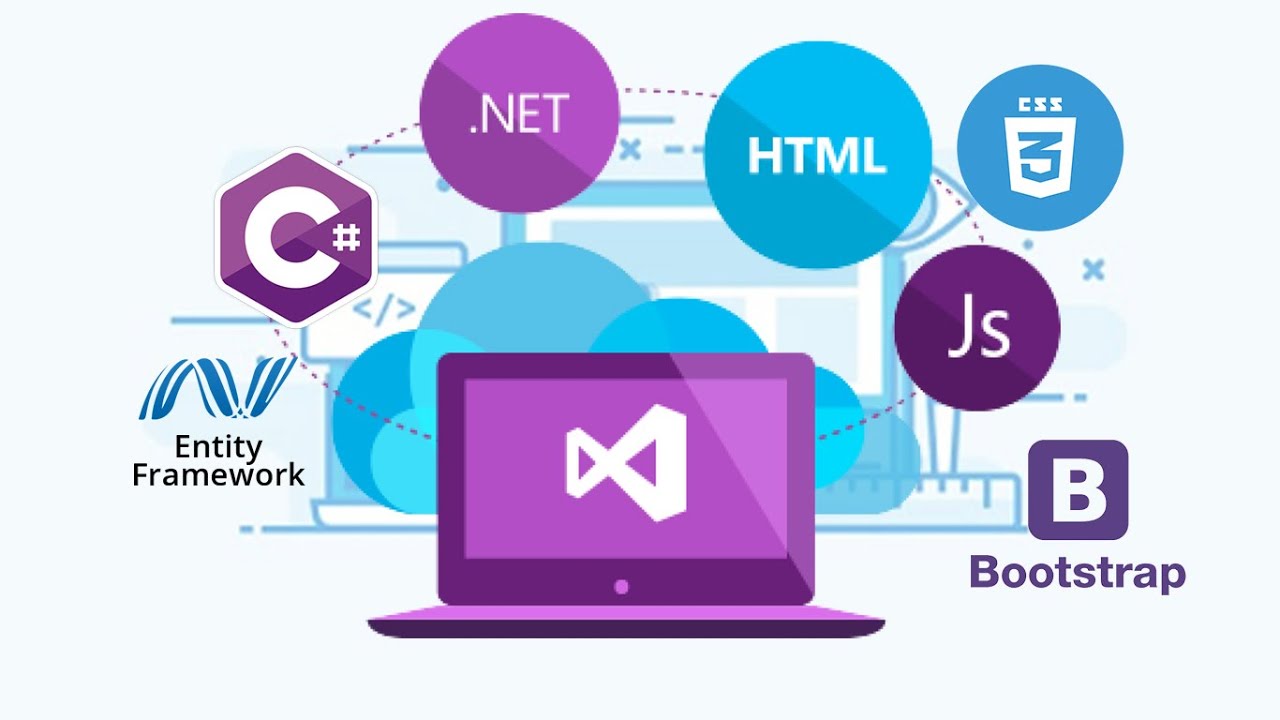 .NET
HTML
CSS
3
C#
</>
Js
Entity
Framework
B
Bootstrap